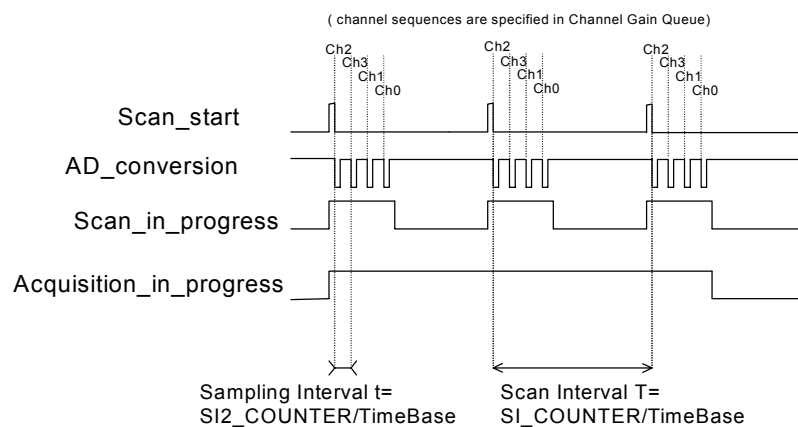 ( channel sequences are specified in Channel Gain Queue)
Ch2 Ch2 Ch2
Ch3 Ch3 Ch3
Ch1 Ch1 Ch1
Ch0 Ch0 Ch0
Scan_start
AD_conversion
Scan_in_progress
Acquisition_in_progress
Sampling Interval t=
SI2_COUNTER/TimeBase
Scan Interval T=
SI_COUNTER/TimeBase